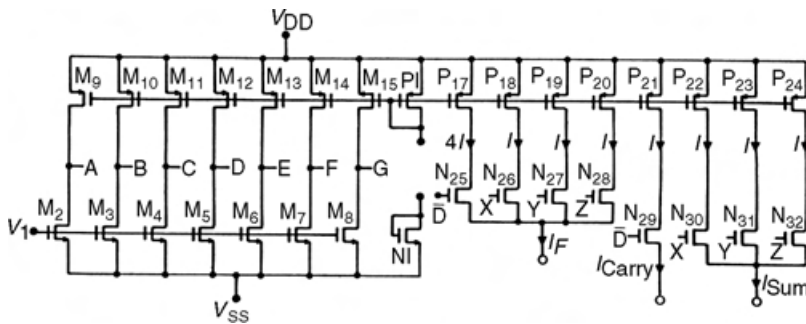 VDD
M9 M10 M11 M12 M13 M14 M15 PI P17 P18 P19 P20 P21 P22 P23 P24
4I I I I I I I I
A B C D E F G
N25 N26 N27 N28
D̅ X Y Z̅
M2 M3 M4 M5 M6 M7 M8 NI N29 N30 N31 N32
V1 D̅ X Y Z̅
IF ICarry ISum
VSS